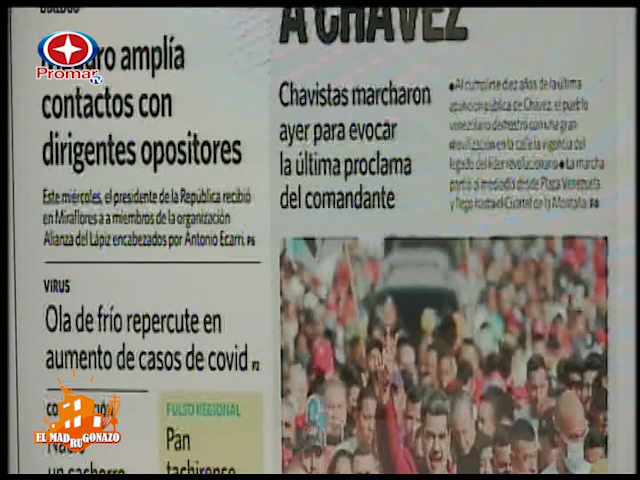 Promar TV
amplía
contactos con
dirigentes opositores
Este miércoles, el presidente de la República recibió
en Miraflores a a miembros de la organización
Alianza del Lápiz encabezados por Antonio Ecarri.
VIRUS
Ola de frío repercute en
aumento de casos de covid
A CHÁVEZ
Chavistas marcharon
ayer para evocar
la última proclama
del comandante
Al cumplirse diez años de la última
aparición pública de Chávez, el pueblo
venezolano demostró con una gran
movilización en la calle la vigencia del
legado del líder revolucionario La marcha
partió a mediodía desde Plaza Venezuela
y llegó hasta el Cuartel de la Montaña.
PULSO REGIONAL
Pan
tachirense
un cachorro
EL MADRUGONAZO